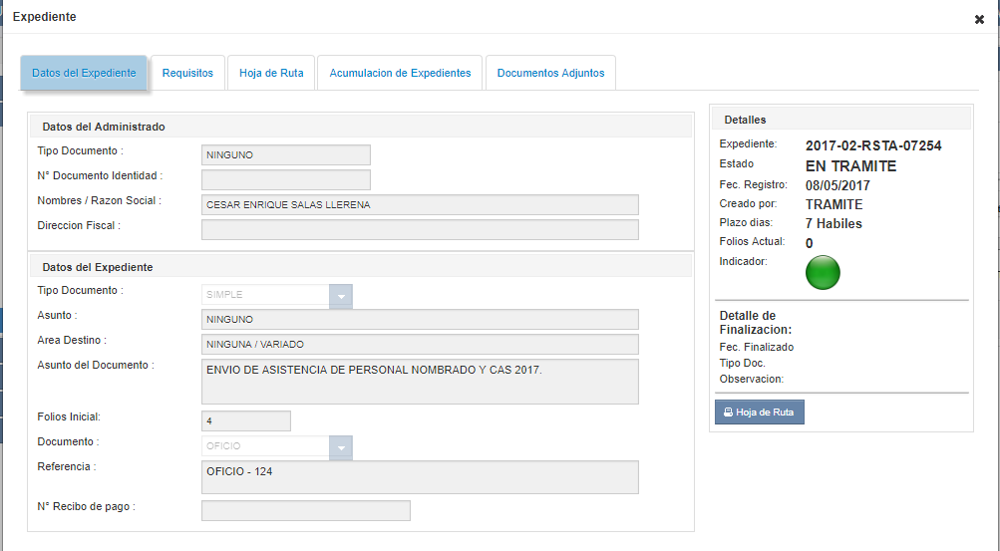 Expediente
Datos del Expediente
Requisitos
Hoja de Ruta
Acumulacion de Expedientes
Documentos Adjuntos
Datos del Administrado
Tipo Documento : NINGUNO
N° Documento Identidad :
Nombres / Razon Social : CESAR ENRIQUE SALAS LLERENA
Direccion Fiscal :
Datos del Expediente
Tipo Documento : SIMPLE
Asunto : NINGUNO
Area Destino : NINGUNA / VARIADO
Asunto del Documento : ENVIO DE ASISTENCIA DE PERSONAL NOMBRADO Y CAS 2017.
Folios Inicial: 4
Documento : OFICIO
Referencia : OFICIO - 124
N° Recibo de pago :
Detalles
Expediente: 2017-02-RSTA-07254
Estado EN TRAMITE
Fec. Registro: 08/05/2017
Creado por: TRAMITE
Plazo dias: 7 Habiles
Folios Actual: 0
Indicador:
Detalle de
Finalizacion:
Fec. Finalizado
Tipo Doc.
Observacion:
Hoja de Ruta